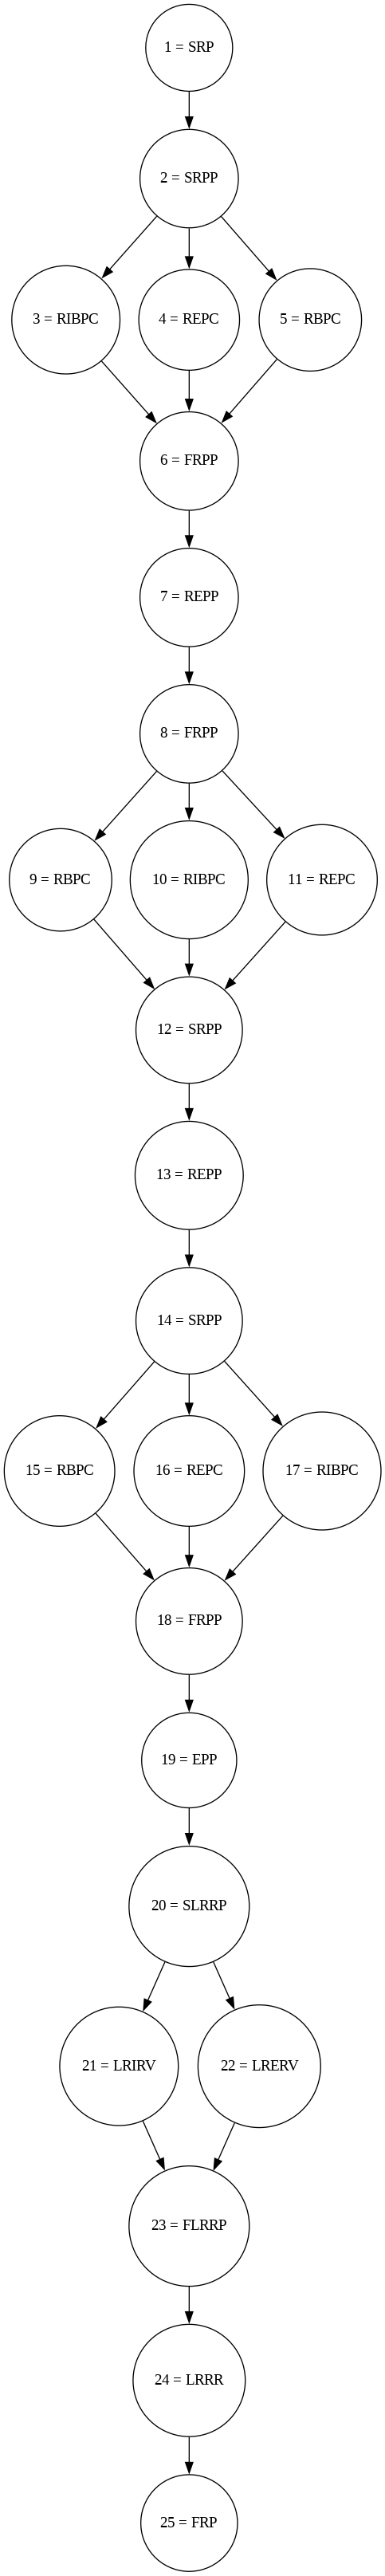 1 = SRP
2 = SRPP
3 = RIBPC
4 = REPC
5 = RBPC
6 = FRPP
7 = REPP
8 = FRPP
9 = RBPC
10 = RIBPC
11 = REPC
12 = SRPP
13 = REPP
14 = SRPP
15 = RBPC
16 = REPC
17 = RIBPC
18 = FRPP
19 = EPP
20 = SLRRP
21 = LRIRV
22 = LRERV
23 = FLRRP
24 = LRRR
25 = FRP